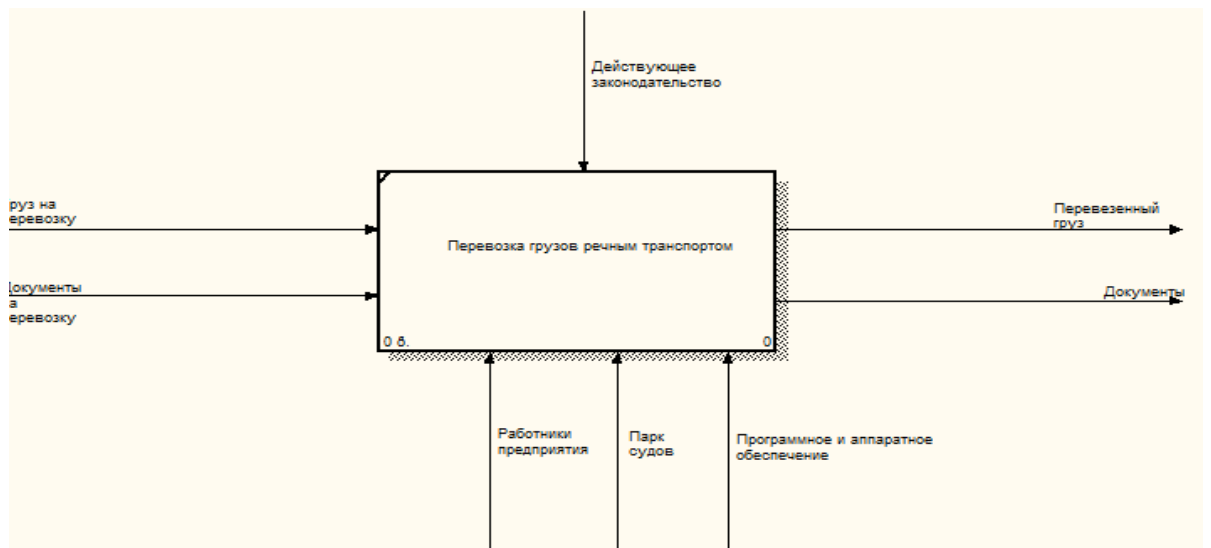 Действующее
законодательство
руз на
еревозку
Перевезенный
груз
Перевозка грузов речным транспортом
Документы
а
еревозку
Документы
0 б.
0
Работники
предприятия
Парк
судов
Программное и аппаратное
обеспечение